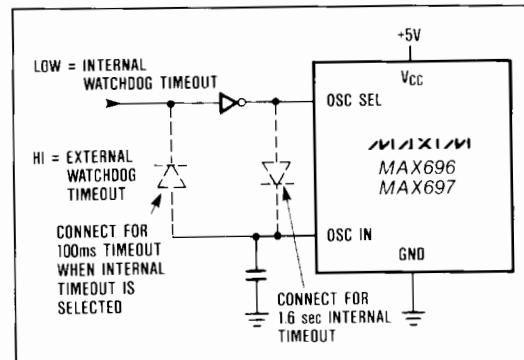 LOW = INTERNAL
WATCHDOG TIMEOUT
HI = EXTERNAL
WATCHDOG
TIMEOUT
CONNECT FOR
100ms TIMEOUT
WHEN INTERNAL
TIMEOUT IS
SELECTED
CONNECT FOR
1.6 sec INTERNAL
TIMEOUT
+5V
VCC
OSC SEL
MAXIM
MAX696
MAX697
OSC IN
GND